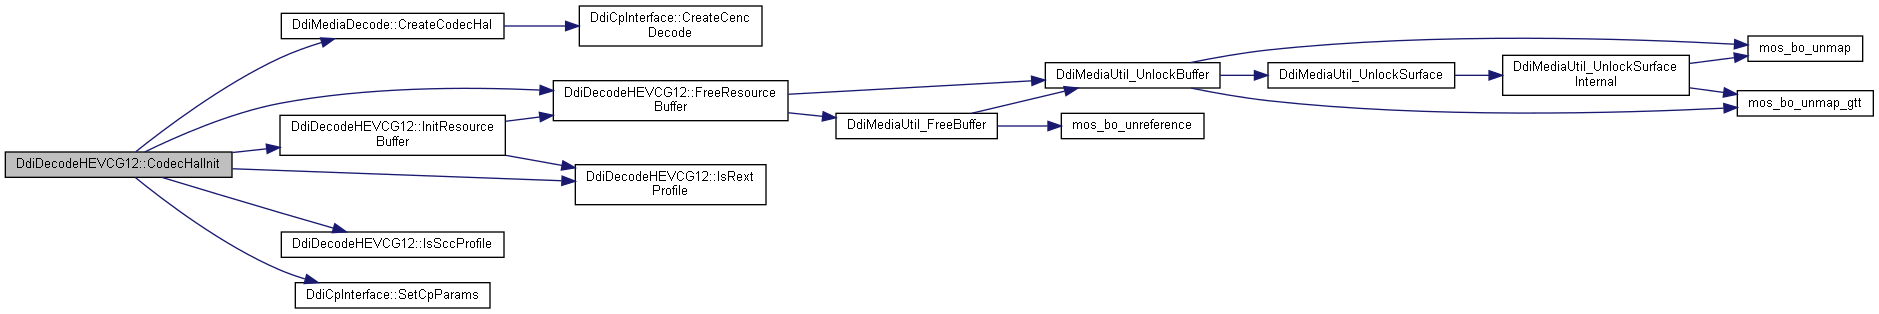 DdiDecodeHEVCG12::CodecHalInit
DdiMediaDecode::CreateCodecHal
DdiCpInterface::CreateCenc
Decode
DdiDecodeHEVCG12::FreeResource
Buffer
DdiDecodeHEVCG12::InitResource
Buffer
DdiDecodeHEVCG12::IsRext
Profile
DdiDecodeHEVCG12::IsSccProfile
DdiCpInterface::SetCpParams
DdiMediaUtil_UnlockBuffer
DdiMediaUtil_FreeBuffer
mos_bo_unreference
DdiMediaUtil_UnlockSurface
DdiMediaUtil_UnlockSurface
Internal
mos_bo_unmap
mos_bo_unmap_gtt